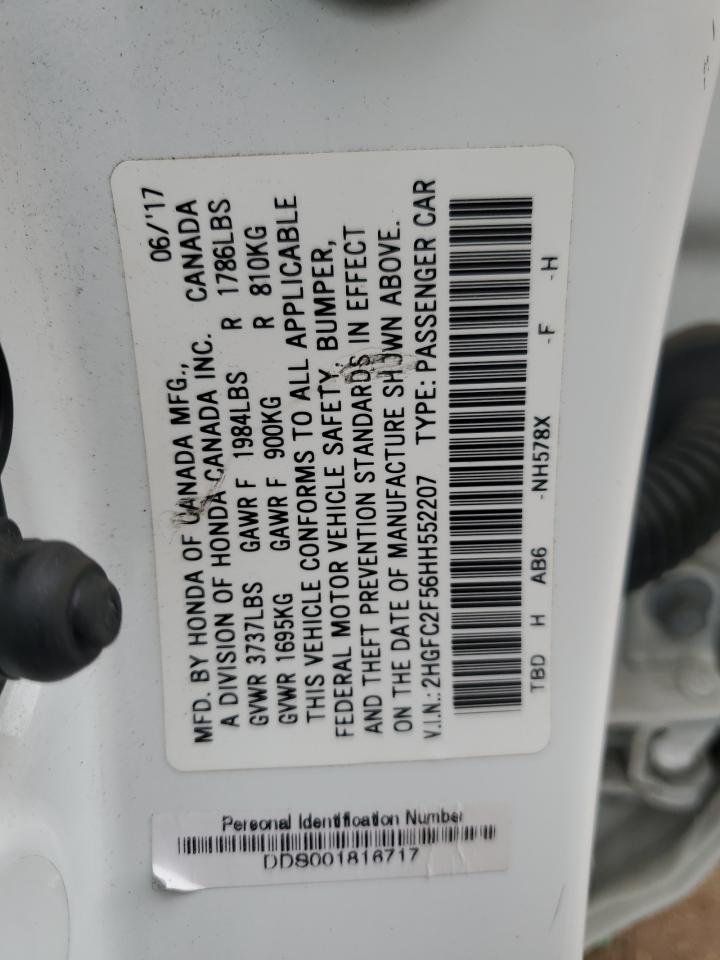 MFD. BY HONDA OF CANADA MFG., 06/'17
A DIVISION OF HONDA CANADA INC. CANADA
GVWR 3737LBS GAWR F 1984LBS R 1786LBS
GVWR 1695KG GAWR F 900KG R 810KG
THIS VEHICLE CONFORMS TO ALL APPLICABLE
FEDERAL MOTOR VEHICLE SAFETY, BUMPER,
AND THEFT PREVENTION STANDARDS IN EFFECT
ON THE DATE OF MANUFACTURE SHOWN ABOVE.
V.I.N.: 2HGFC2F56HH552207 TYPE: PASSENGER CAR
TBD H AB6 -NH578X -F -H
Personal Identification Number
DDS001816717